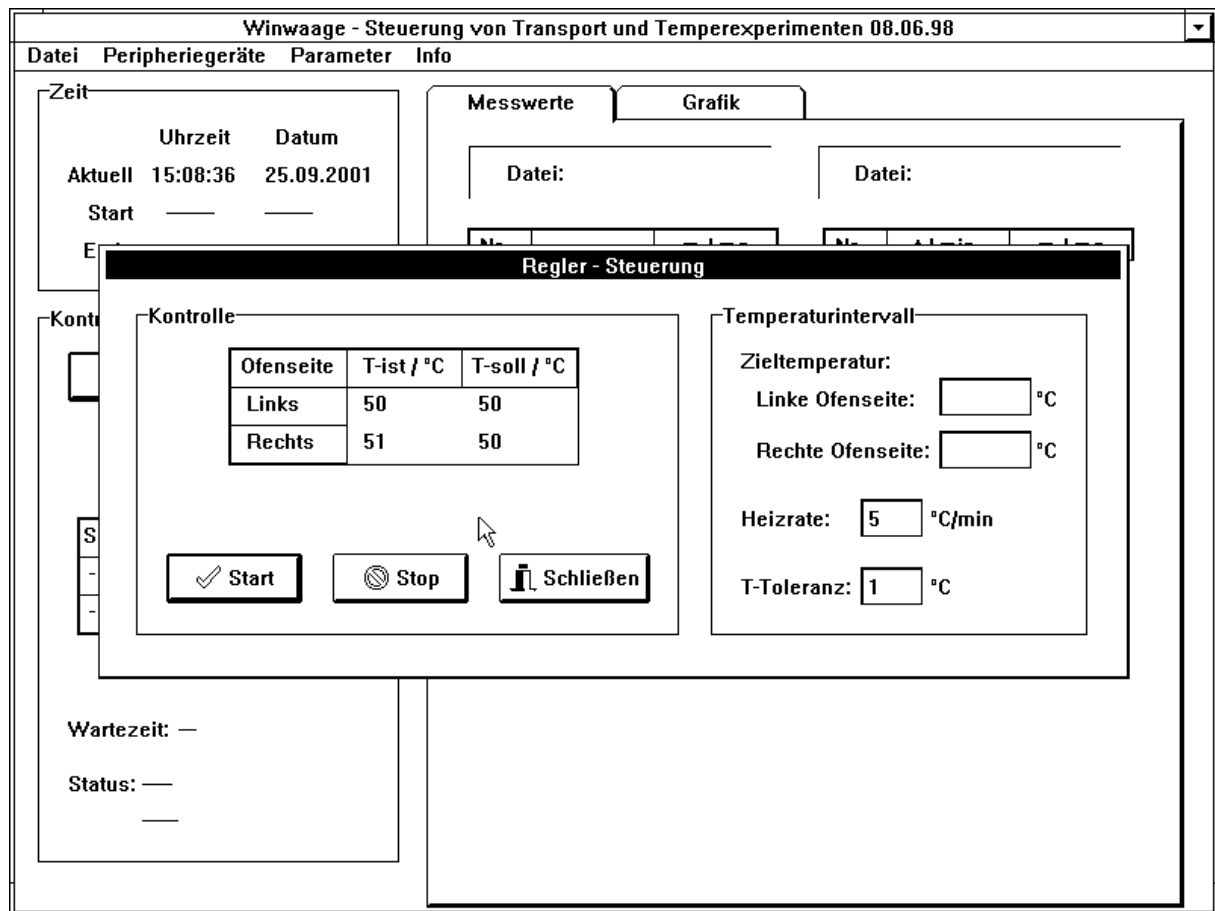 Winwaage - Steuerung von Transport und Temperexperimenten 08.06.98
Datei Peripheriegeräte Parameter Info
Zeit
Uhrzeit Datum
Aktuell 15:08:36 25.09.2001
Start
Messwerte Grafik
Datei: Datei:
Regler - Steuerung
Kontrolle
Ofenseite T-ist / °C T-soll / °C
Links 50 50
Rechts 51 50
Start Stop Schließen
Temperaturintervall
Zieltemperatur:
Linke Ofenseite: °C
Rechte Ofenseite: °C
Heizrate: 5 °C/min
T-Toleranz: 1 °C
Wartezeit: —
Status: —